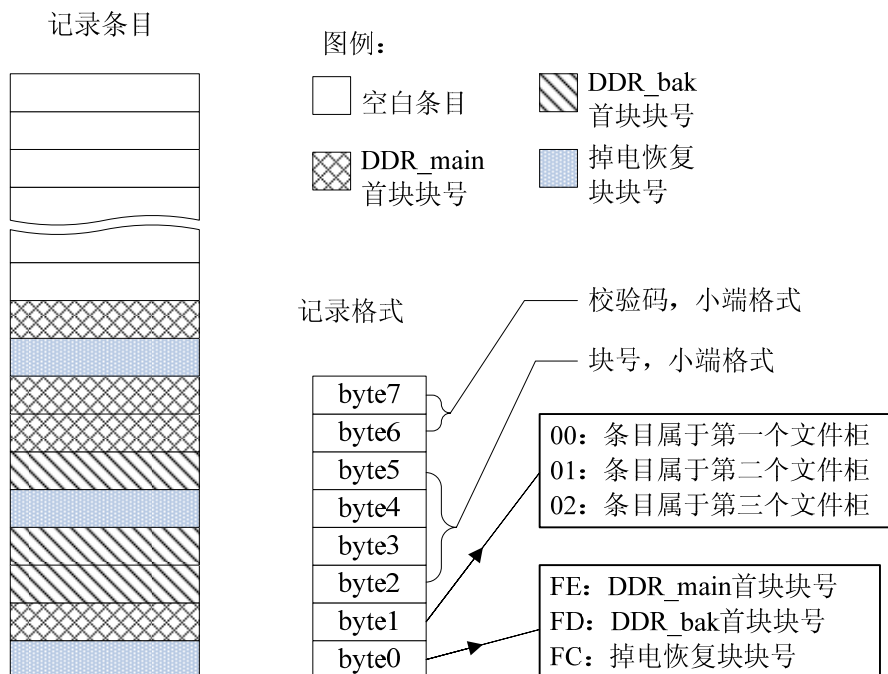 记录条目
图例：
空白条目
DDR_bak
首块块号
DDR_main
首块块号
掉电恢复
块块号
记录格式
校验码，小端格式
块号，小端格式
byte7
byte6
byte5
byte4
byte3
byte2
byte1
byte0
00：条目属于第一个文件柜
01：条目属于第二个文件柜
02：条目属于第三个文件柜
FE：DDR_main首块块号
FD：DDR_bak首块块号
FC：掉电恢复块块号